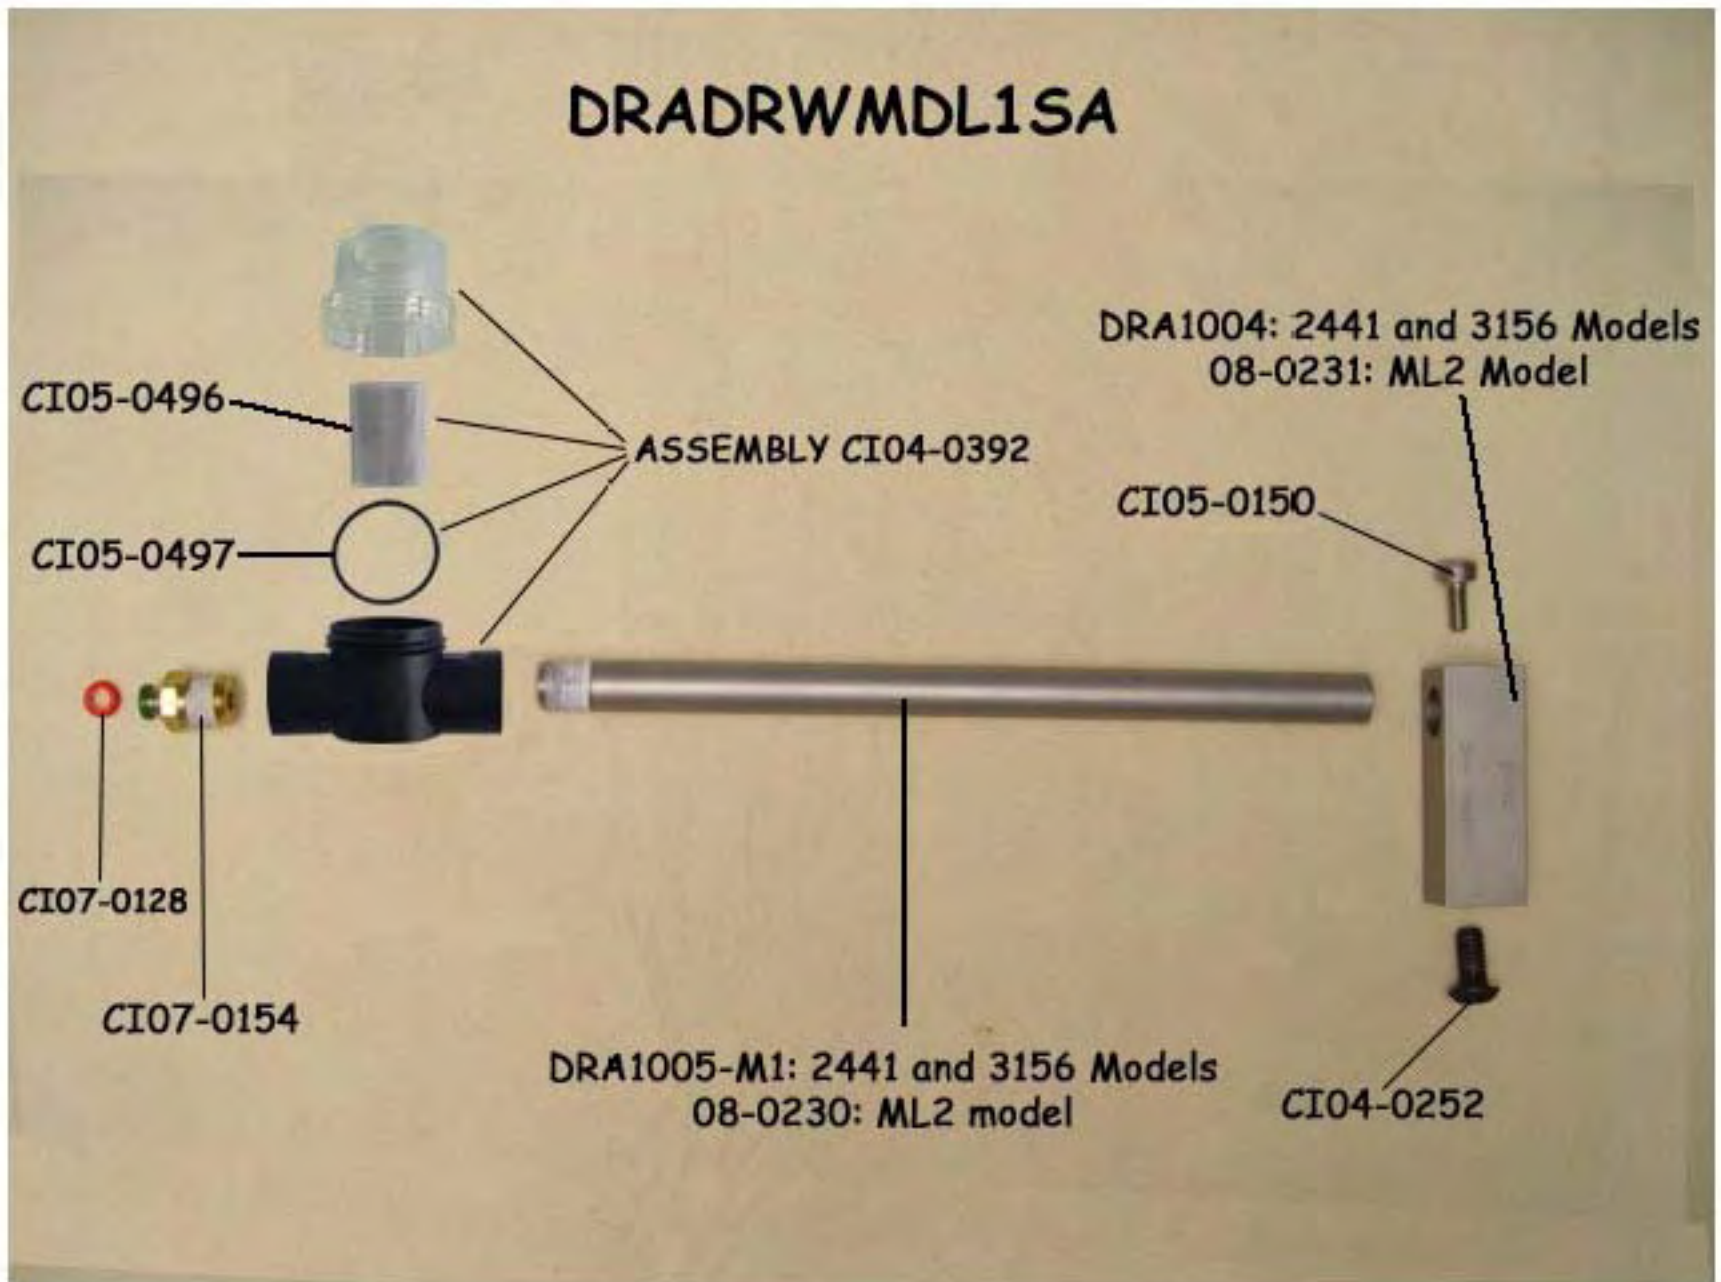 DRADRWMDL1SA
DRA1004: 2441 and 3156 Models
08-0231: ML2 Model
CI05-0496
ASSEMBLY CI04-0392
CI05-0150
CI05-0497
CI07-0128
CI07-0154
DRA1005-M1: 2441 and 3156 Models
08-0230: ML2 model
CI04-0252